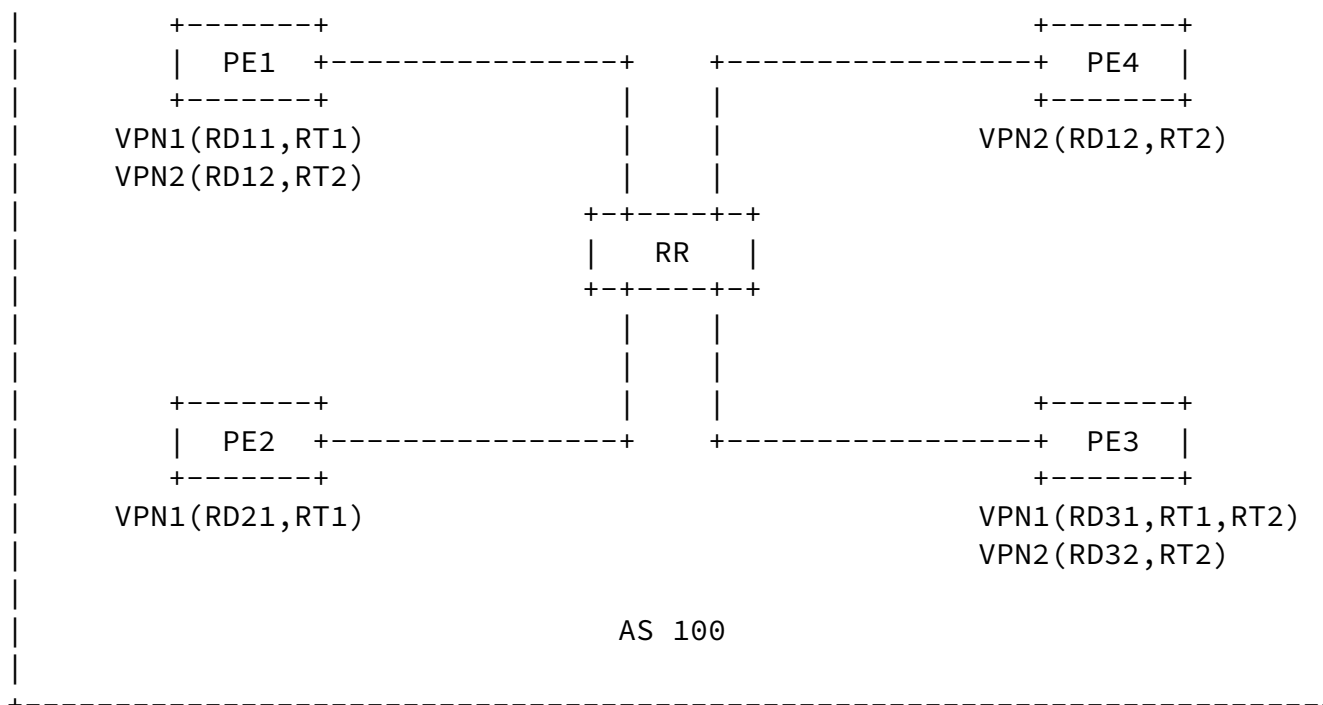 PE1 PE4
VPN1(RD11,RT1) VPN2(RD12,RT2)
VPN2(RD12,RT2)
RR
PE2 PE3
VPN1(RD21,RT1) VPN1(RD31,RT1,RT2)
VPN2(RD32,RT2)
AS 100